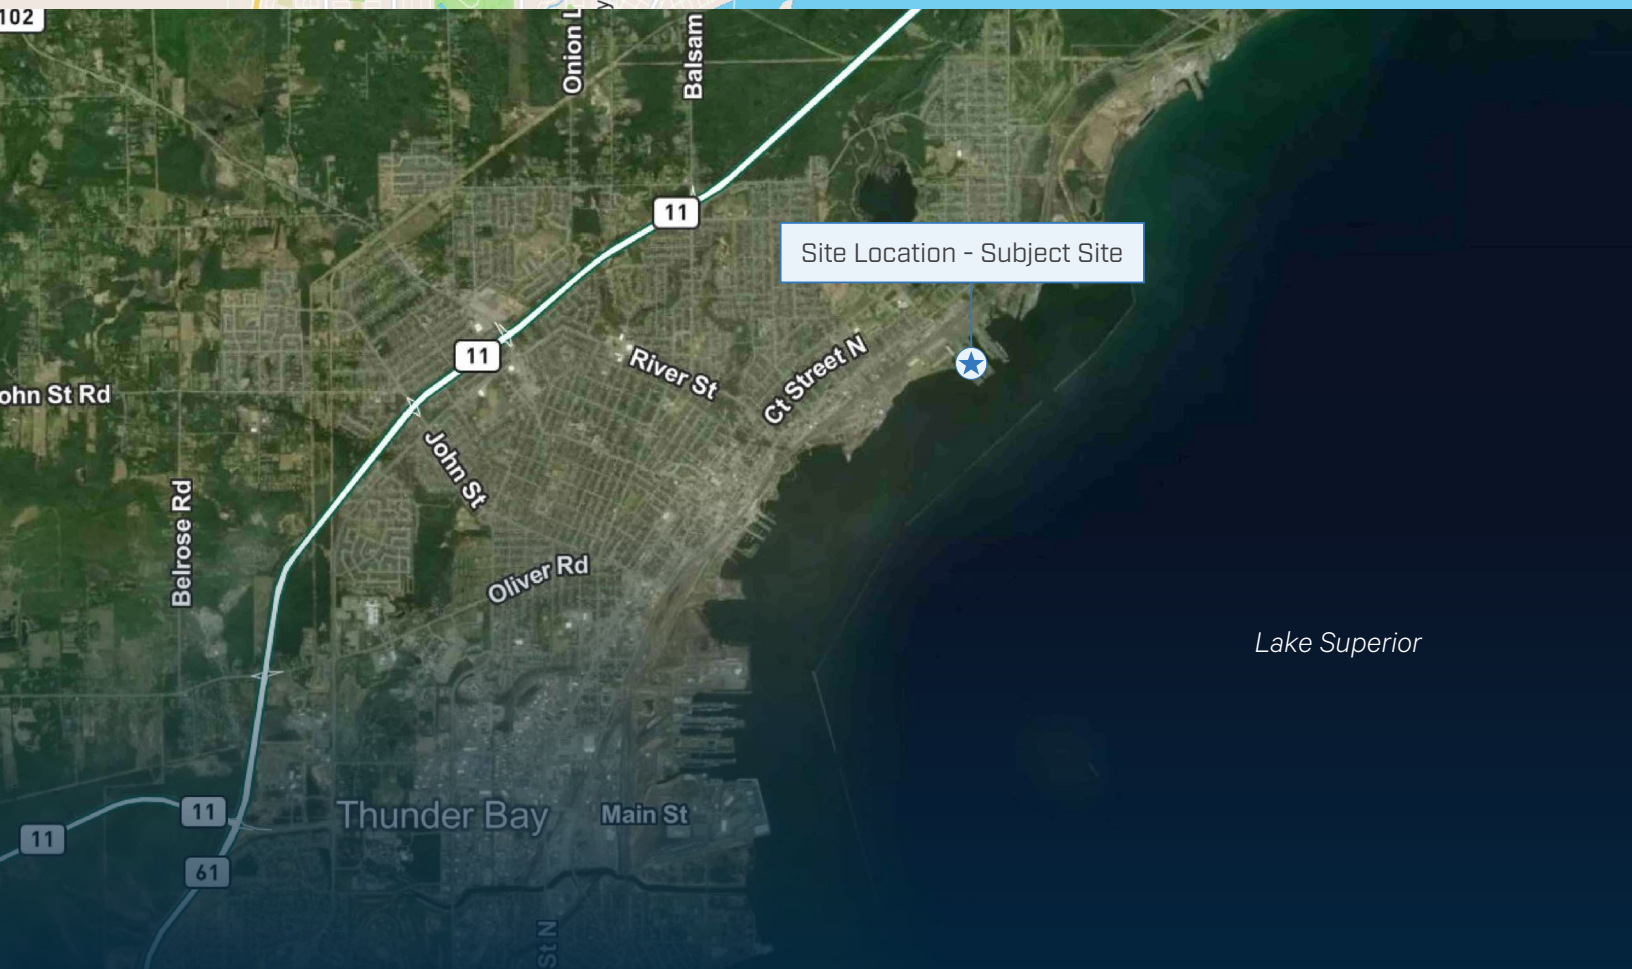 102
y
Onion L
Balsam
11
Site Location - Subject Site
11
River St
Ct Street N
ohn St Rd
John St
Belrose Rd
Oliver Rd
Lake Superior
11
Thunder Bay
Main St
11
61
St N